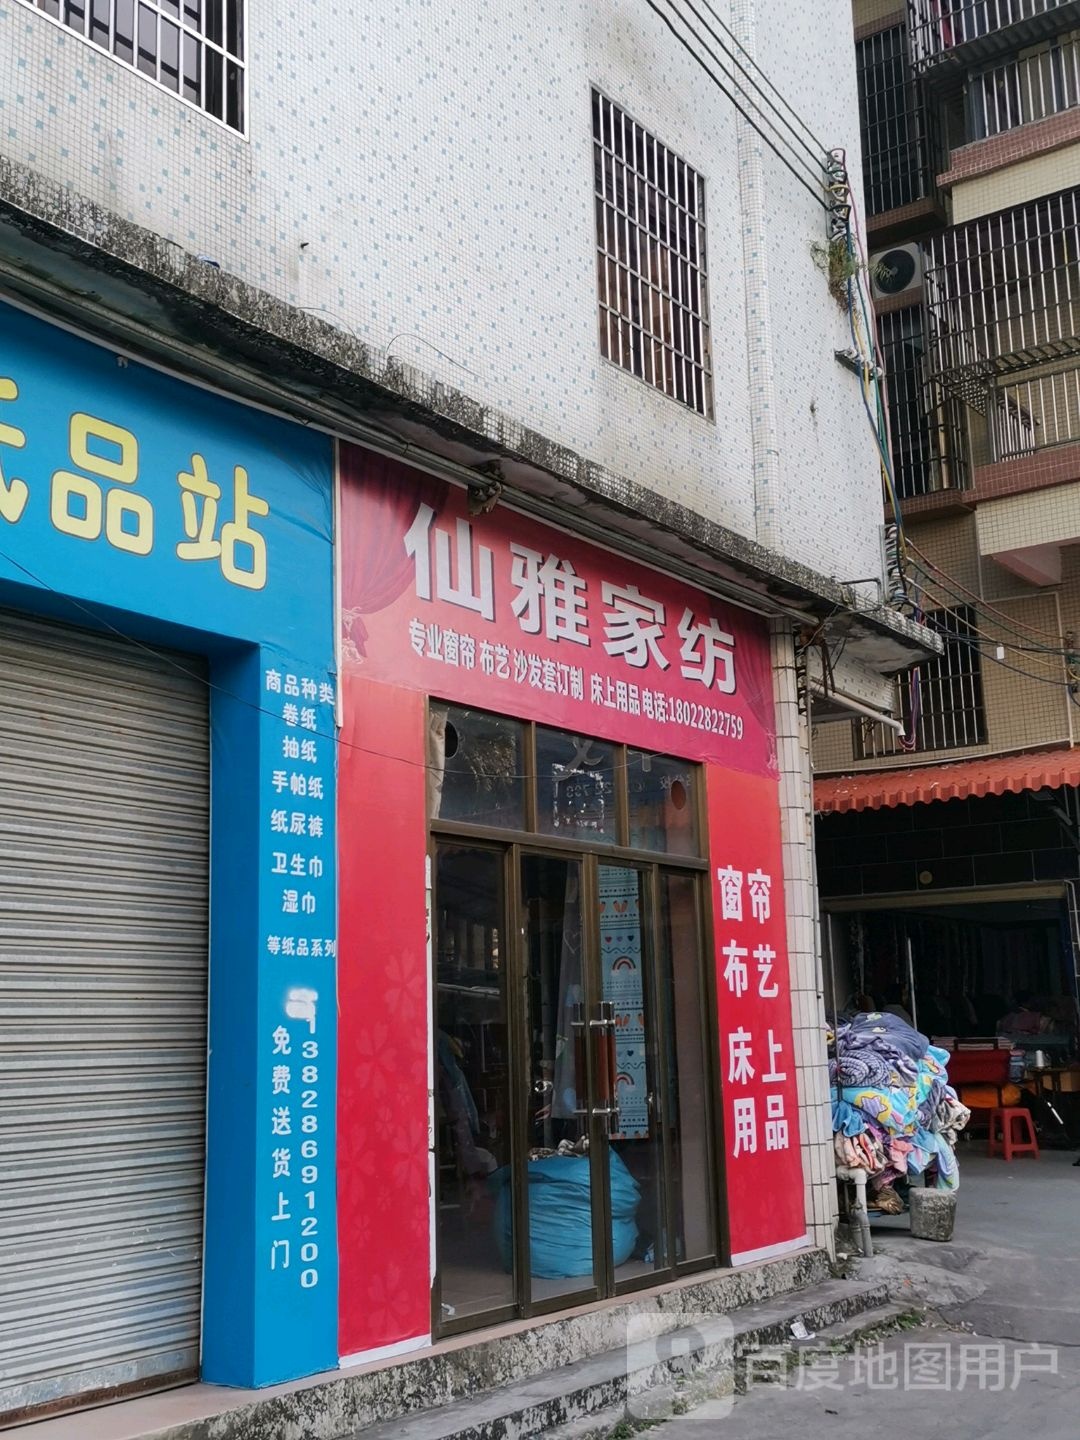 品站
商品种类
卷纸
抽纸
手帕纸
纸尿裤
卫生巾
湿巾
等纸品系列
免费送货上门
13828691200
仙雅家纺
专业窗帘 布艺 沙发套订制 床上用品 电话:18022822759
窗帘
布艺
床上
用品
百度地图用户